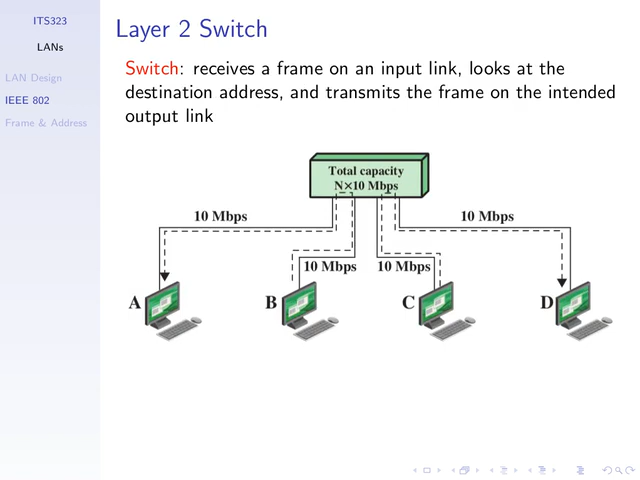 ITS323
LANs
LAN Design
IEEE 802
Frame & Address
Layer 2 Switch
Switch: receives a frame on an input link, looks at the
destination address, and transmits the frame on the intended
output link
Total capacity
N×10 Mbps
10 Mbps
10 Mbps
10 Mbps
10 Mbps
A
B
C
D